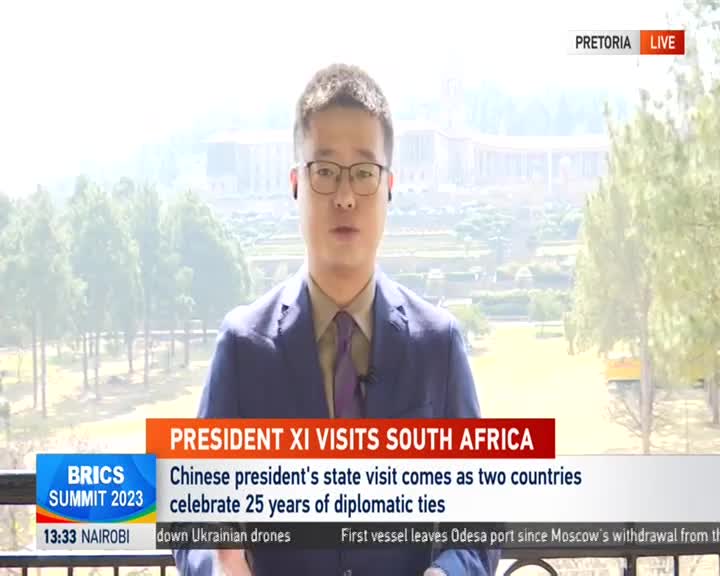 PRETORIA LIVE
PRESIDENT XI VISITS SOUTH AFRICA
BRICS
SUMMIT 2023
Chinese president's state visit comes as two countries
celebrate 25 years of diplomatic ties
13:33 NAIROBI
down Ukrainian drones First vessel leaves Odesa port since Moscow's withdrawal from